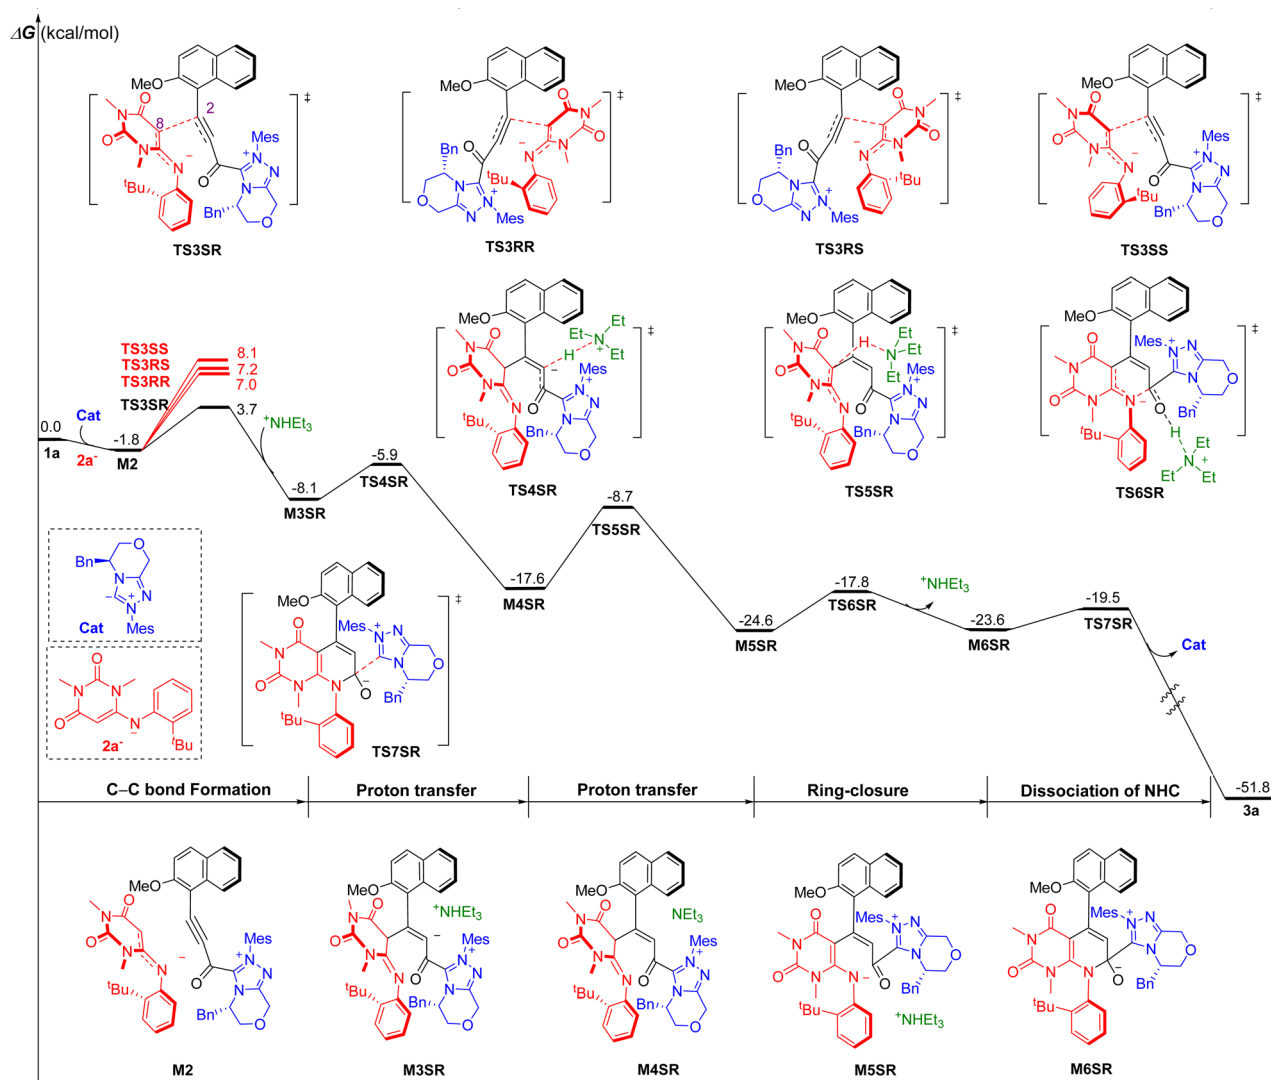 ΔG (kcal/mol)
MeO
O
N
O
N
8
2
N
−
tBu
O
Mes
N
+
N
N
Bn
O
‡
TS3SR
MeO
Bn
O
N
O
N
+
Mes
O
N
O
N
−
N
tBu
‡
TS3RR
MeO
Bn
O
N
O
N
+
Mes
O
N
O
N
−
N
tBu
‡
TS3RS
MeO
O
N
O
N
−
N
tBu
O
Mes
N
+
N
N
Bn
O
‡
TS3SS
TS3SS 8.1
TS3RS 7.2
TS3RR 7.0
TS3SR 3.7
0.0
1a
Cat
2a-
-1.8
M2
+NHEt3
-8.1
M3SR
-5.9
TS4SR
-17.6
M4SR
-8.7
TS5SR
-24.6
M5SR
-17.8
TS6SR
+NHEt3
-23.6
M6SR
-19.5
TS7SR
Cat
-51.8
3a
MeO
Et
N
Et
+
Et
H
−
Mes
O
N
O
N
N
tBu
O
N
+
N
N
Bn
O
‡
TS4SR
MeO
H
Et
N
Et
+
Et
Mes
O
N
O
N
N
tBu
O
N
+
N
N
Bn
O
‡
TS5SR
MeO
Mes
N
+
N
N
O
Bn
O
N
O
N
N
−
O
tBu
H
Et
N
+
Et
Et
‡
TS6SR
O
Bn
N
N
−
+
N
Mes
Cat
O
N
N
O
N
−
tBu
2a-
MeO
Mes
N
+
N
N
O
Bn
O
N
O
N
N
−
O
tBu
‡
TS7SR
C–C bond Formation
Proton transfer
Proton transfer
Ring-closure
Dissociation of NHC
MeO
O
N
O
N
−
N
tBu
O
Mes
N
+
N
N
Bn
O
M2
MeO
+NHEt3
O
N
O
N
N
−
tBu
O
Mes
N
+
N
N
Bn
O
M3SR
MeO
NEt3
O
N
O
N
N
tBu
O
Mes
N
+
N
N
Bn
O
M4SR
MeO
Mes
N
+
N
N
O
Bn
O
N
O
N
N
−
O
tBu
+NHEt3
M5SR
MeO
Mes
N
+
N
N
O
Bn
O
N
O
N
N
−
O
tBu
M6SR